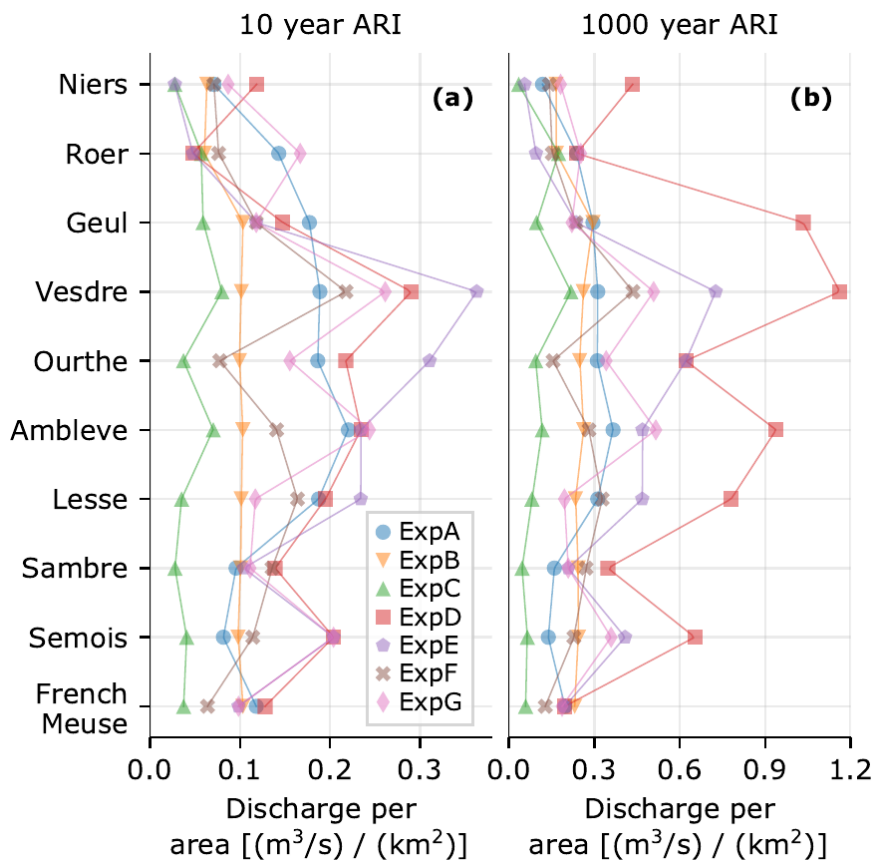 10 year ARI
1000 year ARI
(a)
(b)
Niers
Roer
Geul
Vesdre
Ourthe
Ambleve
Lesse
Sambre
Semois
French
Meuse
ExpA
ExpB
ExpC
ExpD
ExpE
ExpF
ExpG
0.0 0.1 0.2 0.3
0.0 0.3 0.6 0.9 1.2
Discharge per
area [(m³/s) / (km²)]
Discharge per
area [(m³/s) / (km²)]